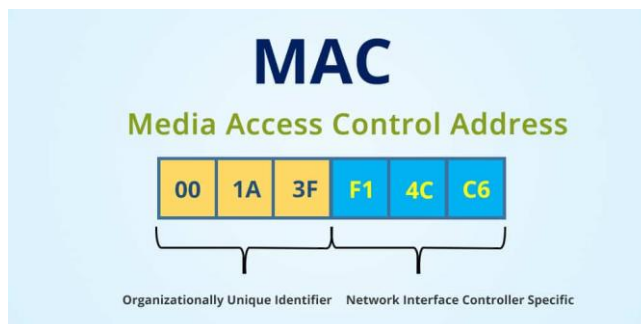 MAC
Media Access Control Address
00 1A 3F F1 4C C6
Organizationally Unique Identifier Network Interface Controller Specific